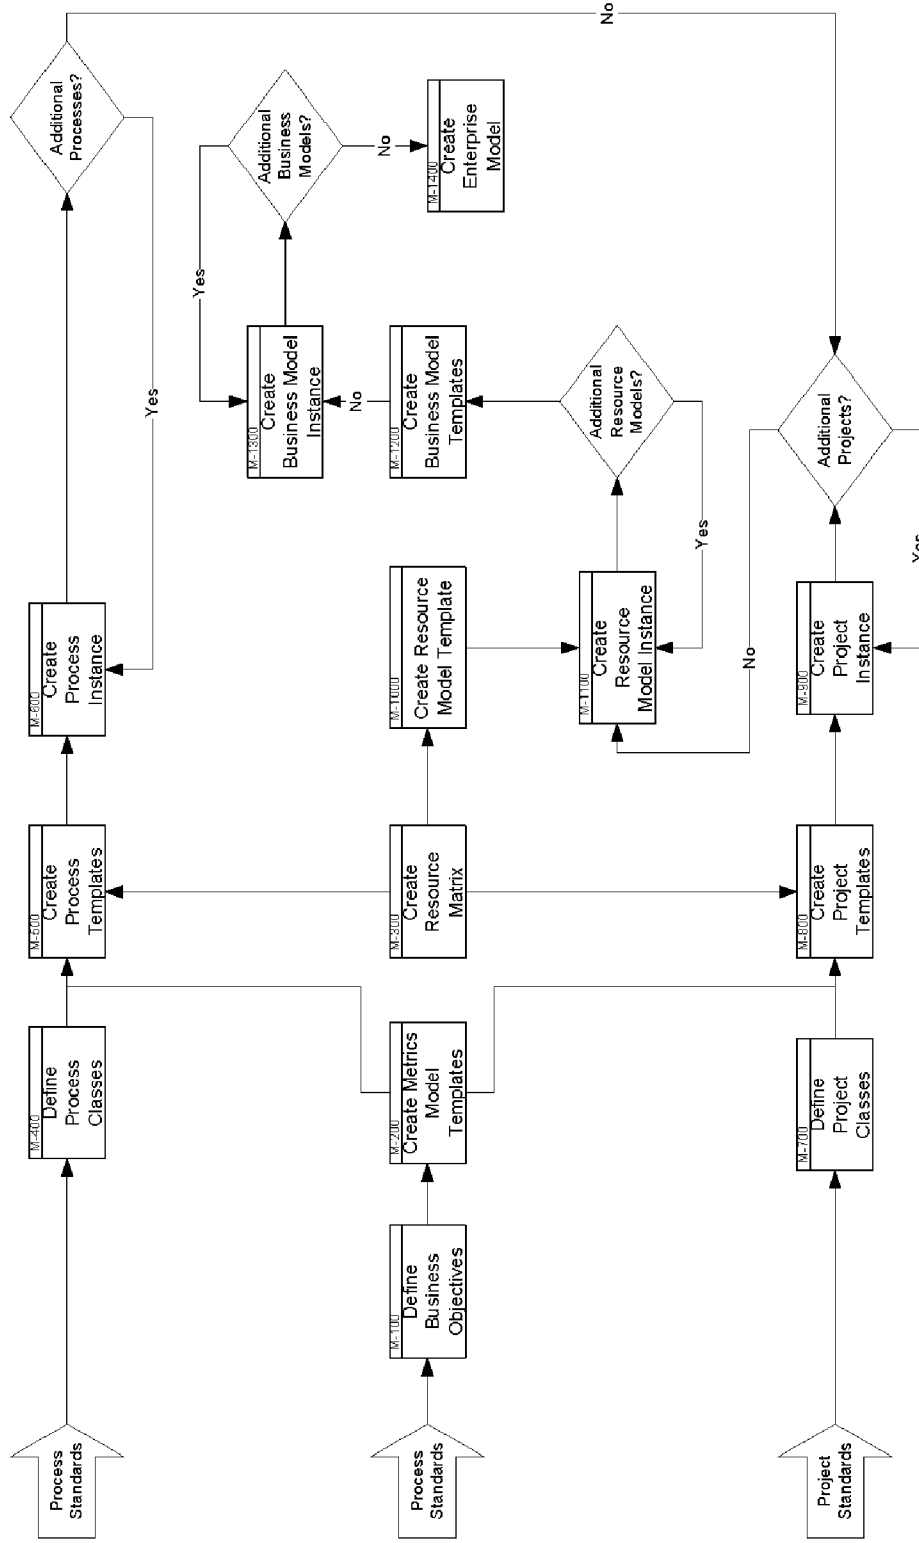 Process
Standards
M-400
Define
Process
Classes
M-500
Create
Process
Templates
M-600
Create
Process
Instance
Additional
Processes?
Yes
No
Process
Standards
M-100
Define
Business
Objectives
M-200
Create Metrics
Model
Templates
M-300
Create
Resource
Matrix
M-1000
Create Resource
Model Template
M-1100
Create
Resource
Model Instance
Additional
Resource
Models?
Yes
M-1200
Create
Business Model
Templates
No
M-1300
Create
Business Model
Instance
Additional
Business
Models?
Yes
No
M-1400
Create
Enterprise
Model
Project
Standards
M-700
Define
Project
Classes
M-800
Create
Project
Templates
M-900
Create
Project
Instance
Additional
Projects?
No
Yes